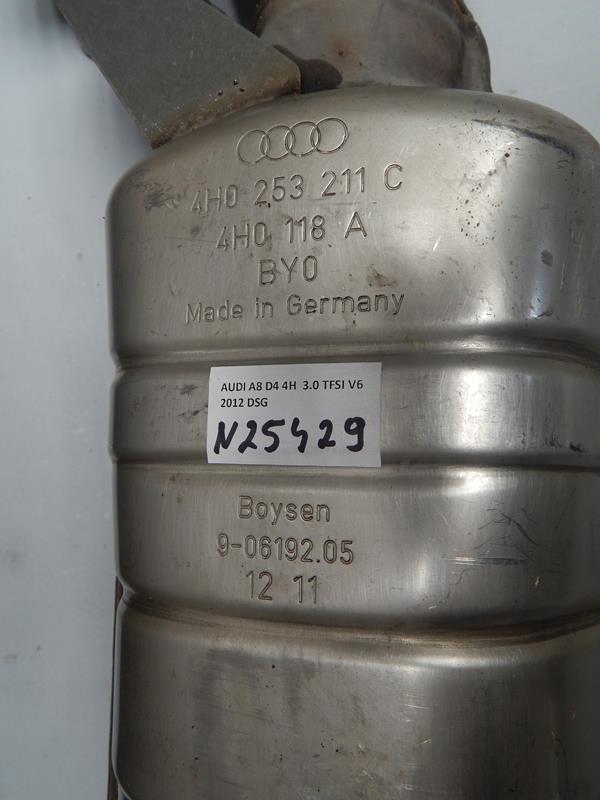 4H0 253 211 C
4H0 118 A
BYO
Made in Germany
AUDI A8 D4 4H 3.0 TFSI V6
2012 DSG
N25429
Boysen
9-06192.05
12 11